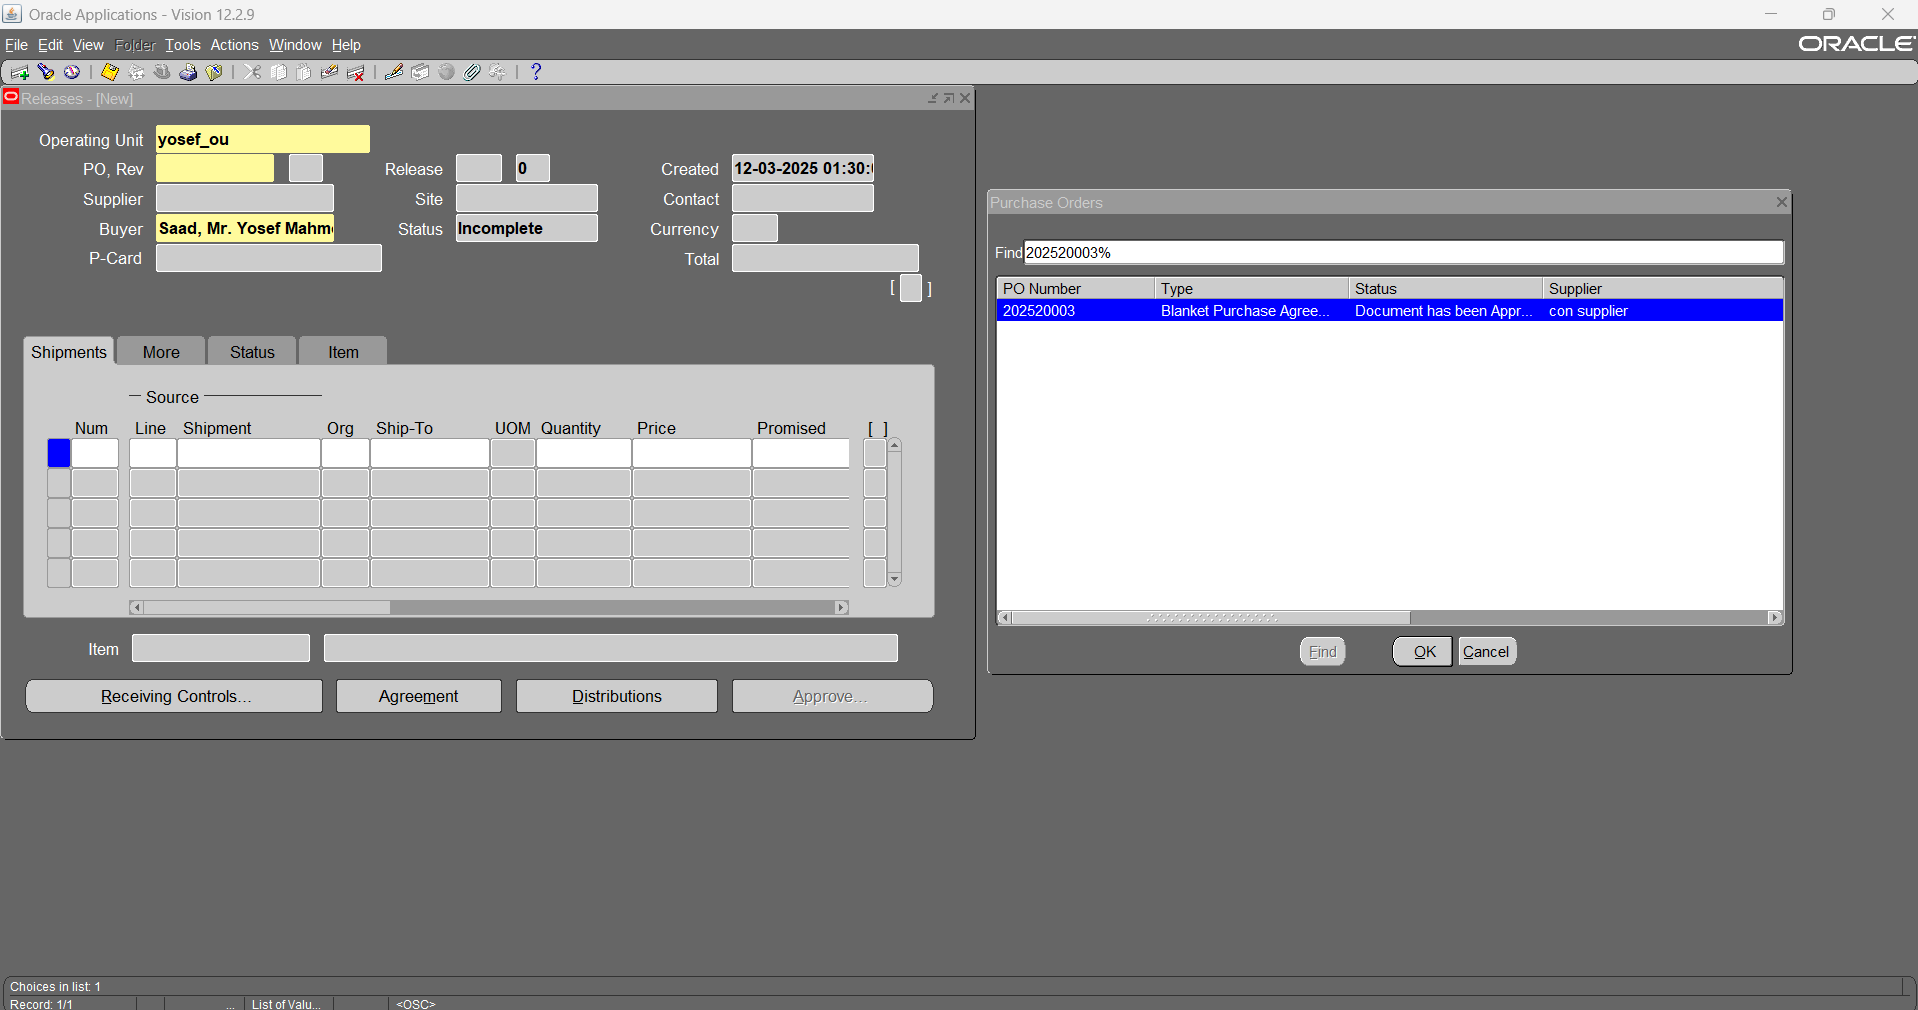 Oracle Applications - Vision 12.2.9
File Edit View Folder Tools Actions Window Help
ORACLE
Releases - [New]
Operating Unit yosef_ou
PO, Rev Release 0 Created 12-03-2025 01:30:
Supplier Site Contact
Buyer Saad, Mr. Yosef Mahm Status Incomplete Currency
P-Card Total
[ ]
Shipments More Status Item
Source
Num Line Shipment Org Ship-To UOM Quantity Price Promised [ ]
Item
Receiving Controls... Agreement Distributions Approve...
Purchase Orders
Find 202520003%
PO Number Type Status Supplier
202520003 Blanket Purchase Agree... Document has been Appr... con supplier
Find OK Cancel
Choices in list: 1
Record: 1/1 ... List of Valu... <OSC>